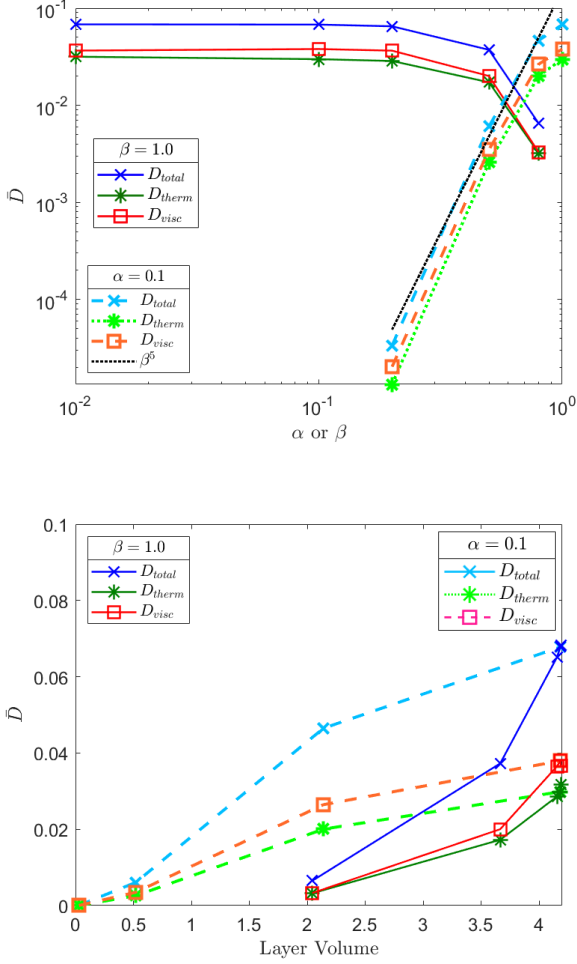 10^-1
10^-2
10^-3
10^-4
D̄
β = 1.0
D_total
D_therm
D_visc
α = 0.1
D_total
D_therm
D_visc
β^5
10^-2
10^-1
10^0
α or β
0.1
0.08
0.06
0.04
0.02
0
D̄
β = 1.0
D_total
D_therm
D_visc
α = 0.1
D_total
D_therm
D_visc
0 0.5 1 1.5 2 2.5 3 3.5 4
Layer Volume